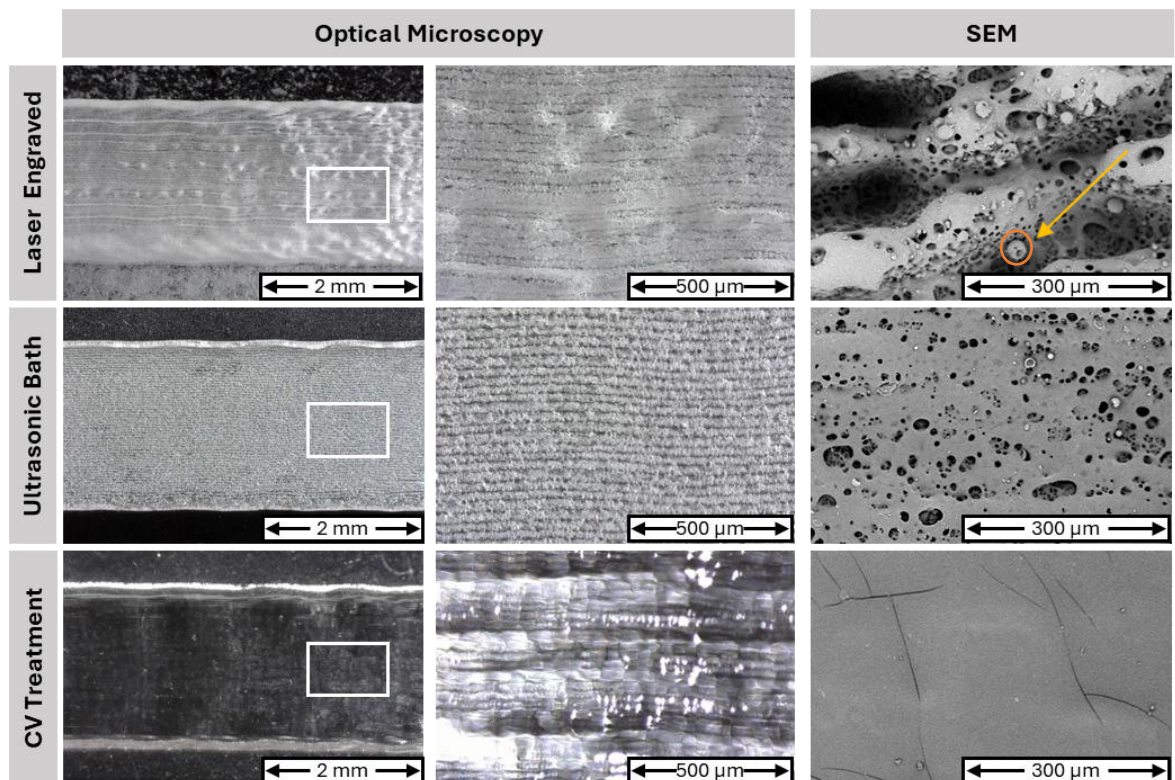 Optical Microscopy
SEM
Laser Engraved
2 mm
500 µm
300 µm
Ultrasonic Bath
2 mm
500 µm
300 µm
CV Treatment
2 mm
500 µm
300 µm